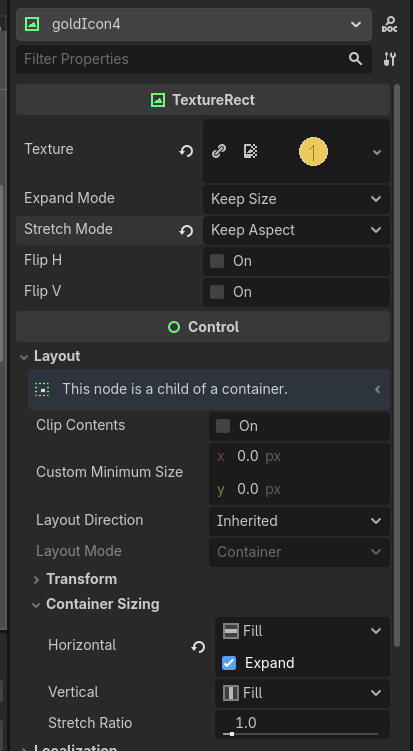 goldIcon4
DOC
Filter Properties
TextureRect
Texture
1
Expand Mode Keep Size
Stretch Mode Keep Aspect
Flip H On
Flip V On
Control
Layout
This node is a child of a container.
Clip Contents On
Custom Minimum Size
x 0.0 px
y 0.0 px
Layout Direction Inherited
Layout Mode Container
Transform
Container Sizing
Horizontal Fill
Expand
Vertical Fill
Stretch Ratio 1.0
Localization